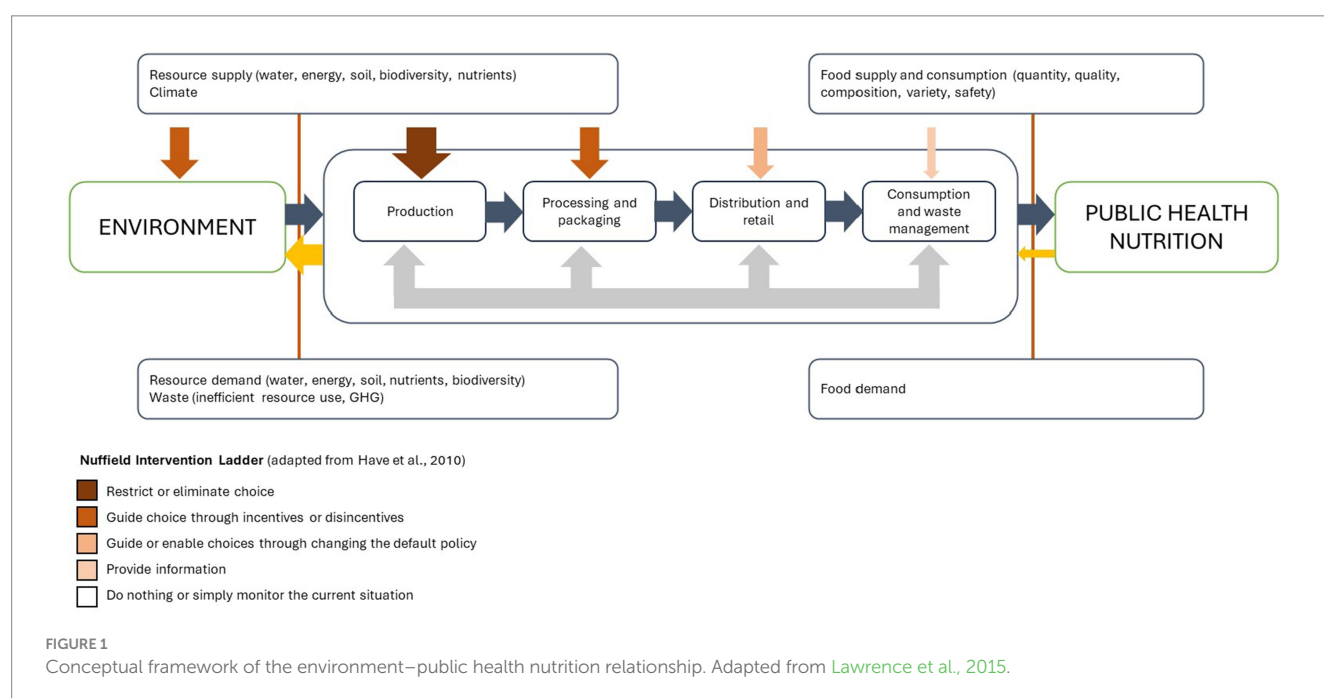 Resource supply (water, energy, soil, biodiversity, nutrients)
Climate
Food supply and consumption (quantity, quality,
composition, variety, safety)
ENVIRONMENT
Production
Processing and
packaging
Distribution and
retail
Consumption
and waste
management
PUBLIC HEALTH
NUTRITION
Resource demand (water, energy, soil, nutrients, biodiversity)
Waste (inefficient resource use, GHG)
Food demand
Nuffield Intervention Ladder (adapted from Have et al., 2010)
Restrict or eliminate choice
Guide choice through incentives or disincentives
Guide or enable choices through changing the default policy
Provide information
Do nothing or simply monitor the current situation
FIGURE 1
Conceptual framework of the environment–public health nutrition relationship. Adapted from Lawrence et al., 2015.